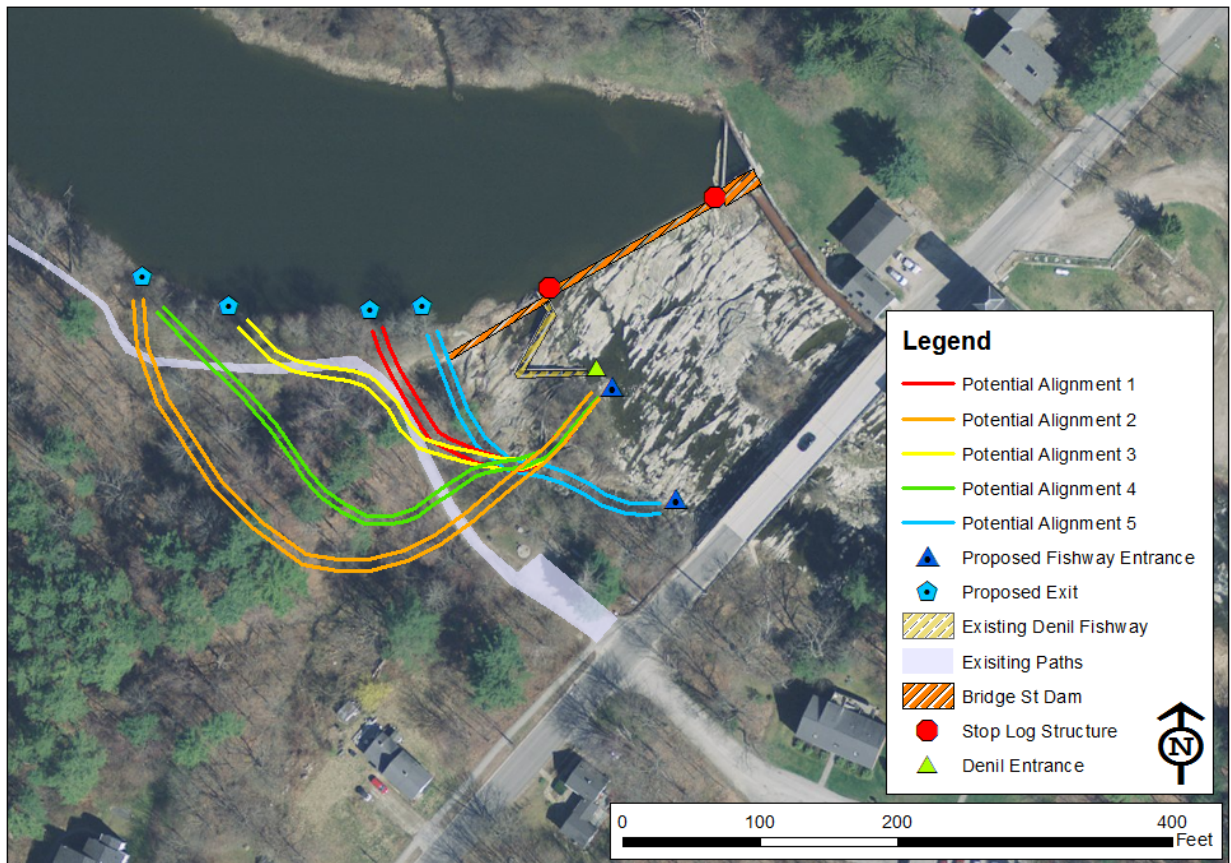 Legend
Potential Alignment 1
Potential Alignment 2
Potential Alignment 3
Potential Alignment 4
Potential Alignment 5
Proposed Fishway Entrance
Proposed Exit
Existing Denil Fishway
Exisiting Paths
Bridge St Dam
Stop Log Structure
Denil Entrance
N
0 100 200 400
Feet